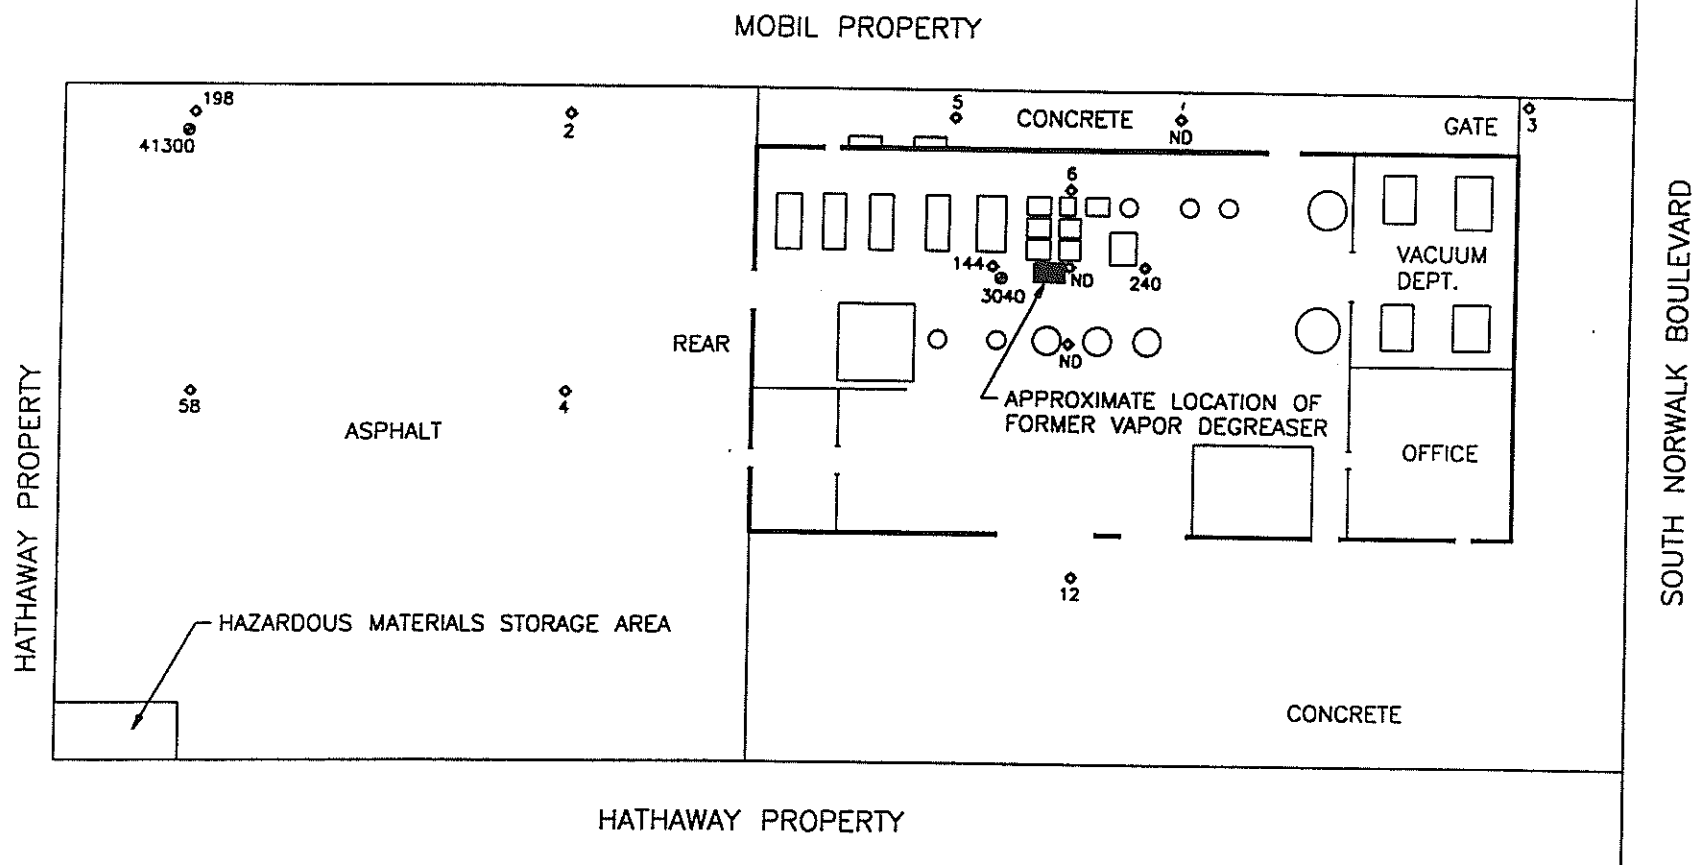 MOBIL PROPERTY
198
41300
2
5
CONCRETE
ND
GATE
3
6
144
3040
ND
240
VACUUM
DEPT.
REAR
ND
APPROXIMATE LOCATION OF
FORMER VAPOR DEGREASER
58
4
ASPHALT
OFFICE
12
HAZARDOUS MATERIALS STORAGE AREA
CONCRETE
HATHAWAY PROPERTY
HATHAWAY PROPERTY
SOUTH NORWALK BOULEVARD